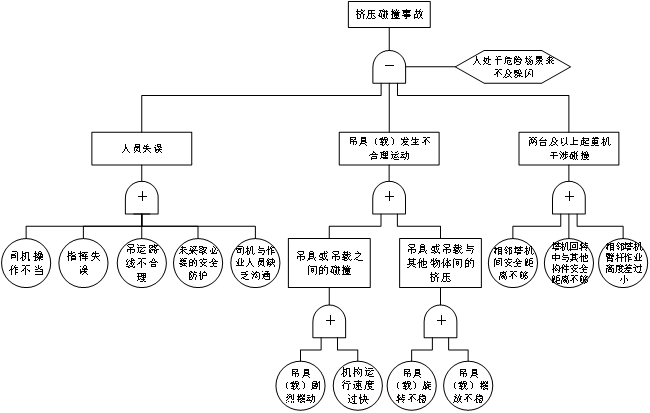 挤压碰撞事故
人处于危险场景来
不及躲闪
人员失误
吊具（载）发生不
合理运动
两台及以上起重机
干涉碰撞
司机操
作不当
指挥失
误
吊运路
线不合
理
未采取必
要的安全
防护
司机与作
业人员缺
乏沟通
吊具或吊载之
间的碰撞
吊具或吊载与
其他物体间的
挤压
相邻塔机
间安全距
离不够
塔机回转
中与其他
构件安全
距离不够
相邻塔机
臂杆作业
高度差过
小
吊具
（载）剧
烈摆动
机构运
行速度
过快
吊具
（载）旋
转不稳
吊具
（载）摆
放不稳